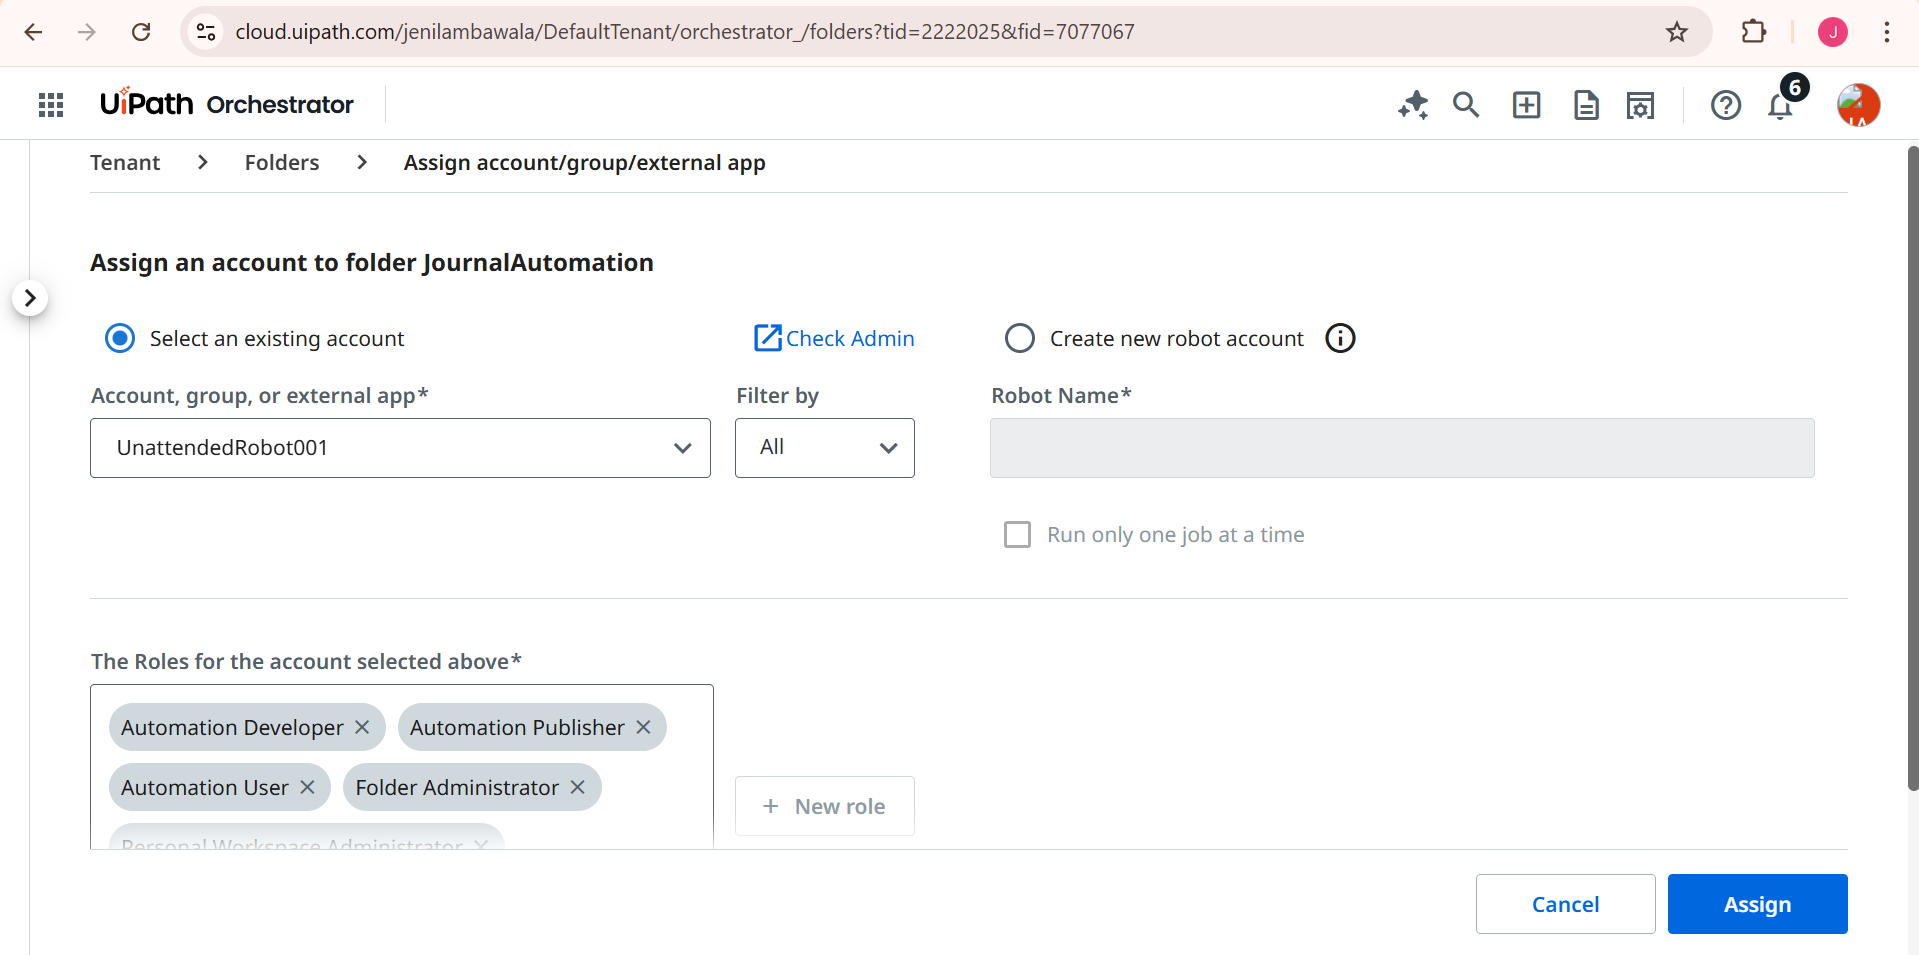 cloud.uipath.com/jenilambawala/DefaultTenant/orchestrator_/folders?tid=2222025&fid=7077067
J
UiPath Orchestrator
6
Tenant > Folders > Assign account/group/external app
Assign an account to folder JournalAutomation
Select an existing account
Check Admin
Create new robot account
Account, group, or external app*
Filter by
Robot Name*
UnattendedRobot001
All
Run only one job at a time
The Roles for the account selected above*
Automation Developer
Automation Publisher
Automation User
Folder Administrator
Personal Workspace Administrator
+ New role
Cancel
Assign